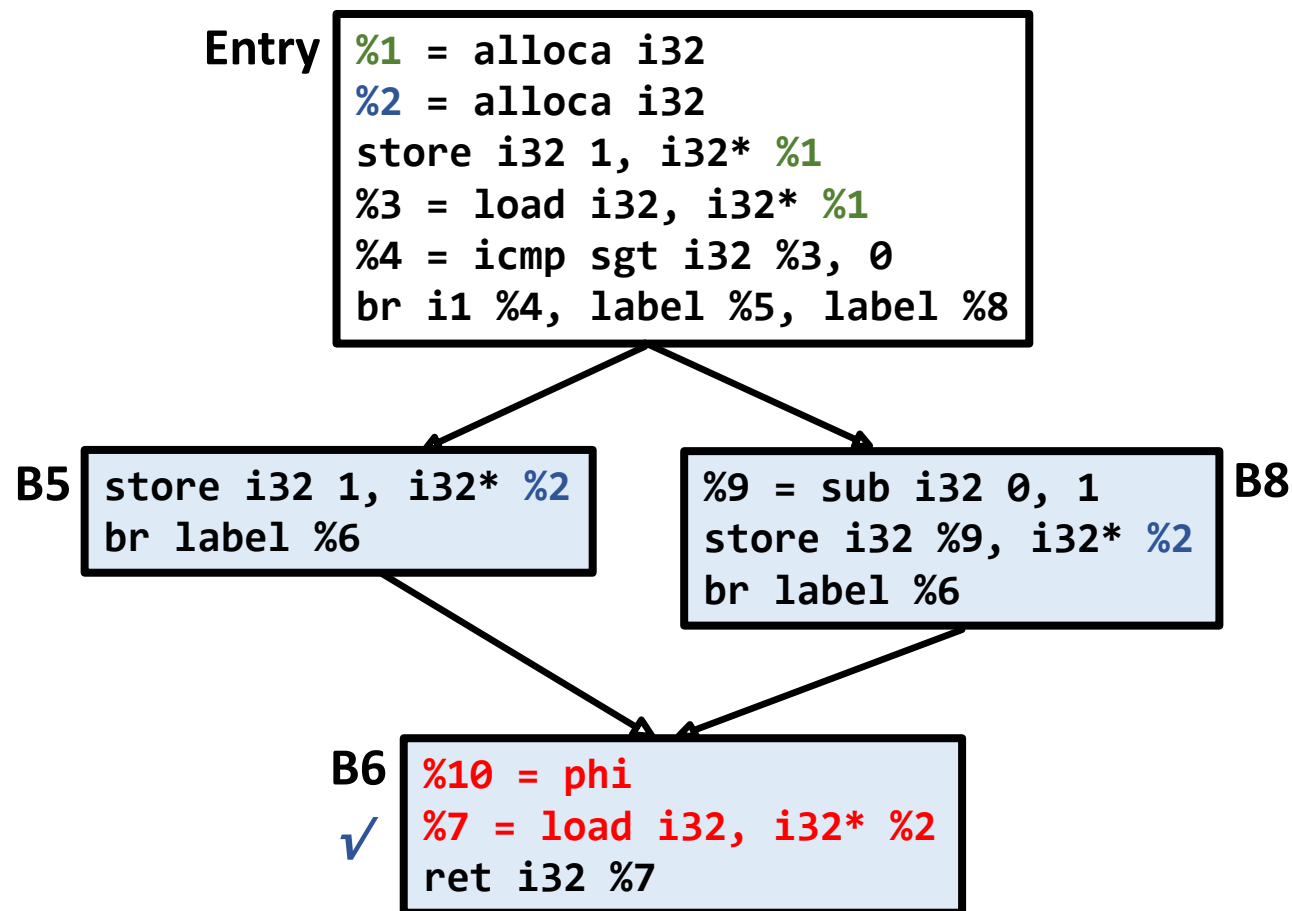 Entry
%1 = alloca i32
%2 = alloca i32
store i32 1, i32* %1
%3 = load i32, i32* %1
%4 = icmp sgt i32 %3, 0
br i1 %4, label %5, label %8
B5
store i32 1, i32* %2
br label %6
B8
%9 = sub i32 0, 1
store i32 %9, i32* %2
br label %6
B6
√
%10 = phi
%7 = load i32, i32* %2
ret i32 %7